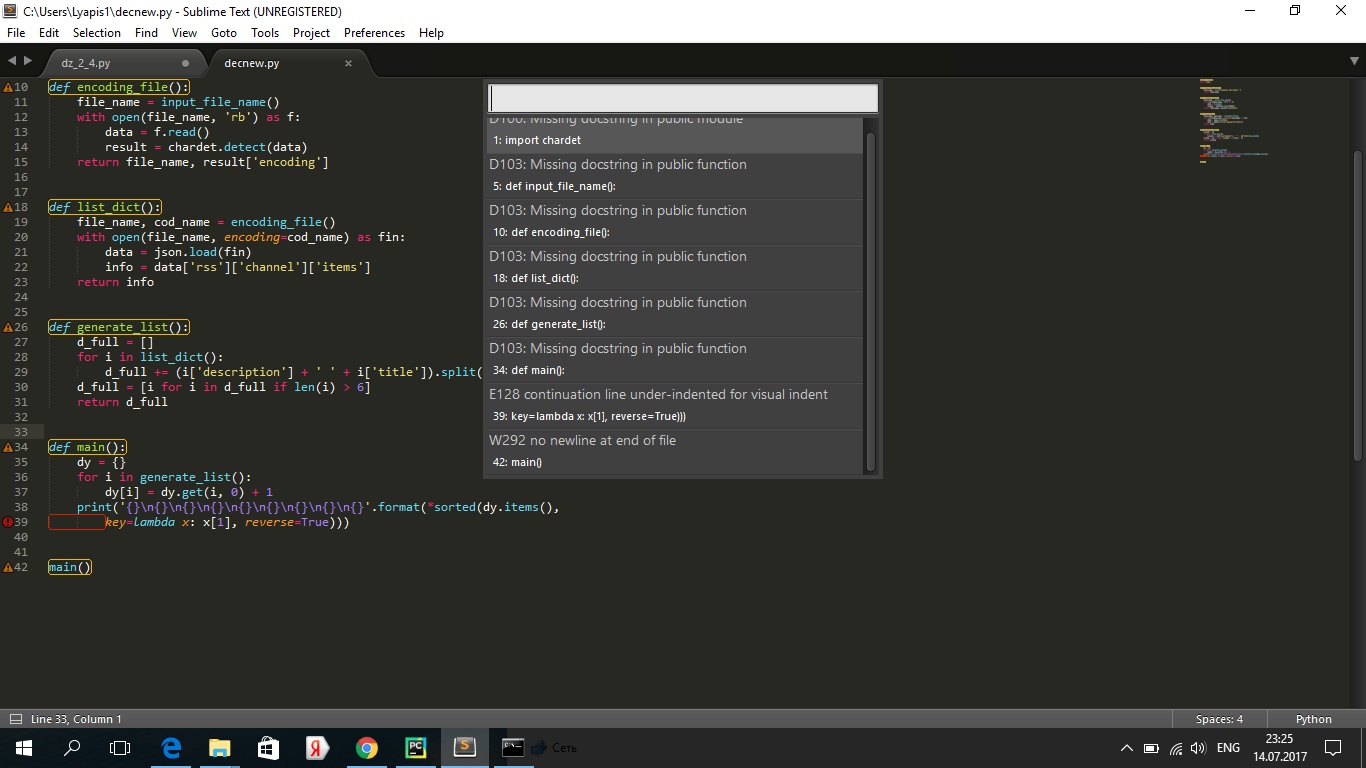 C:\Users\Lyapis1\decnew.py - Sublime Text (UNREGISTERED)
File Edit Selection Find View Goto Tools Project Preferences Help
dz_2_4.py decnew.py
10 def encoding_file():
11 file_name = input_file_name()
12 with open(file_name, 'rb') as f:
13 data = f.read()
14 result = chardet.detect(data)
15 return file_name, result['encoding']
16
17
18 def list_dict():
19 file_name, cod_name = encoding_file()
20 with open(file_name, encoding=cod_name) as fin:
21 data = json.load(fin)
22 info = data['rss']['channel']['items']
23 return info
24
25
26 def generate_list():
27 d_full = []
28 for i in list_dict():
29 d_full += (i['description'] + ' ' + i['title']).split(
30 d_full = [i for i in d_full if len(i) > 6]
31 return d_full
32
33
34 def main():
35 dy = {}
36 for i in generate_list():
37 dy[i] = dy.get(i, 0) + 1
38 print('{}\n{}\n{}\n{}\n{}\n{}\n{}\n{}\n{}\n{}'.format(*sorted(dy.items(),
39 key=lambda x: x[1], reverse=True)))
40
41
42 main()
D100: Missing docstring in public module
1: import chardet
D103: Missing docstring in public function
5: def input_file_name():
D103: Missing docstring in public function
10: def encoding_file():
D103: Missing docstring in public function
18: def list_dict():
D103: Missing docstring in public function
26: def generate_list():
D103: Missing docstring in public function
34: def main():
E128 continuation line under-indented for visual indent
39: key=lambda x: x[1], reverse=True)))
W292 no newline at end of file
42: main()
Line 33, Column 1 Spaces: 4 Python
Сеть ENG 23:25
14.07.2017